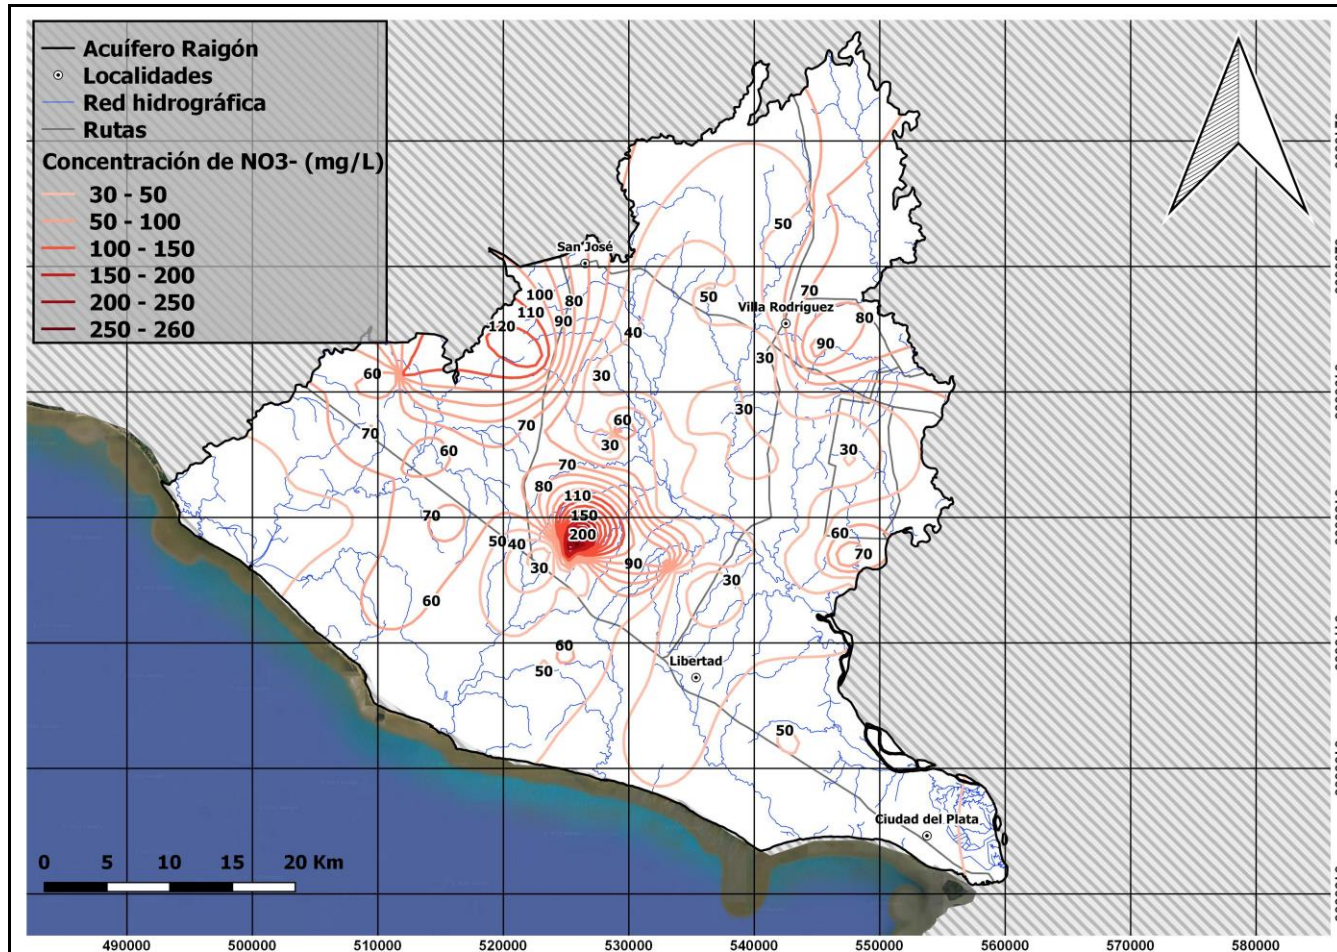 Acuífero Raigón
Localidades
Red hidrográfica
Rutas
Concentración de NO3- (mg/L)
30 - 50
50 - 100
100 - 150
150 - 200
200 - 250
250 - 260
50
San José
100
80
110
50
70
Villa Rodríguez
120
90
40
80
90
30
60
30
30
70
70
60
30
60
30
70
80
110
70
150
50
40
200
60
90
70
30
30
60
60
50
Libertad
50
Ciudad del Plata
0 5 10 15 20 Km
490000 500000 510000 520000 530000 540000 550000 560000 570000 580000